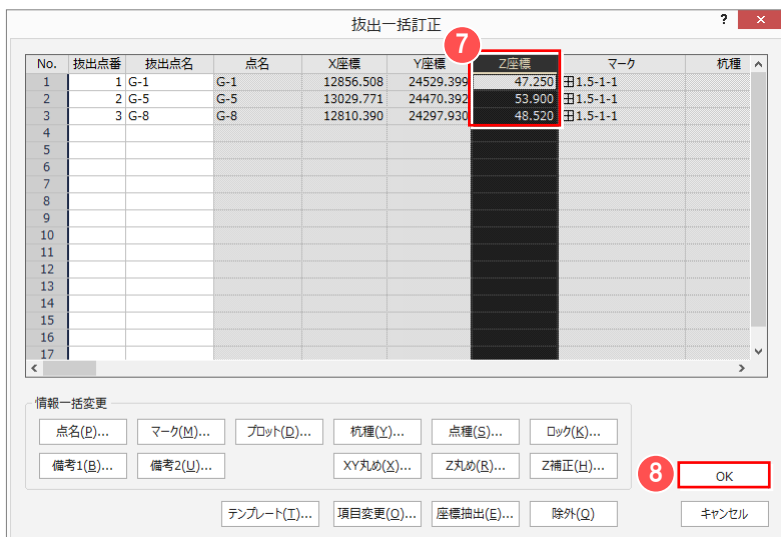 抜出一括訂正 ? ×
7
No. 抜出点番 抜出点名 点名 X座標 Y座標 Z座標 マーク 杭種
1 1 G-1 G-1 12856.508 24529.399 47.250 田1.5-1-1
2 2 G-5 G-5 13029.771 24470.392 53.900 田1.5-1-1
3 3 G-8 G-8 12810.390 24297.930 48.520 田1.5-1-1
4
5
6
7
8
9
10
11
12
13
14
15
16
17
情報一括変更
点名(P)... マーク(M)... プロット(D)... 杭種(Y)... 点種(S)... ロック(K)...
備考1(B)... 備考2(U)... XY丸め(X)... Z丸め(R)... Z補正(H)... 8 OK
テンプレート(T)... 項目変更(O)... 座標抽出(E)... 除外(Q) キャンセル